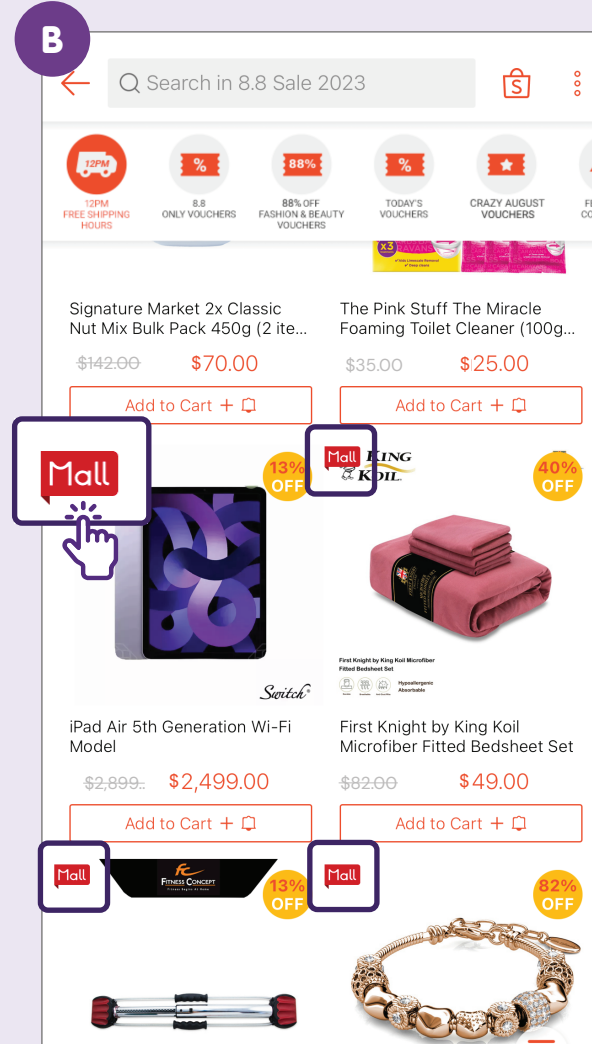 B
Search in 8.8 Sale 2023
S
12PM
%
88%
%
12PM
FREE SHIPPING
HOURS
8.8
ONLY VOUCHERS
88% OFF
FASHION & BEAUTY
VOUCHERS
TODAY'S
VOUCHERS
CRAZY AUGUST
VOUCHERS
x3
Signature Market 2x Classic
Nut Mix Bulk Pack 450g (2 ite...
The Pink Stuff The Miracle
Foaming Toilet Cleaner (100g...
$142.00 $70.00
$35.00 $25.00
Add to Cart +
Add to Cart +
Mall
13%
OFF
Mall
KING
KOIL
40%
OFF
Switch
First Knight by King Koil Microfiber
Fitted Bedsheet Set
Hypoallergenic
Absorbable
iPad Air 5th Generation Wi-Fi
Model
First Knight by King Koil
Microfiber Fitted Bedsheet Set
$2,899.. $2,499.00
$82.00 $49.00
Add to Cart +
Add to Cart +
Mall
FC
FITNESS CONCEPT
Fitness Begins At Home
13%
OFF
Mall
82%
OFF